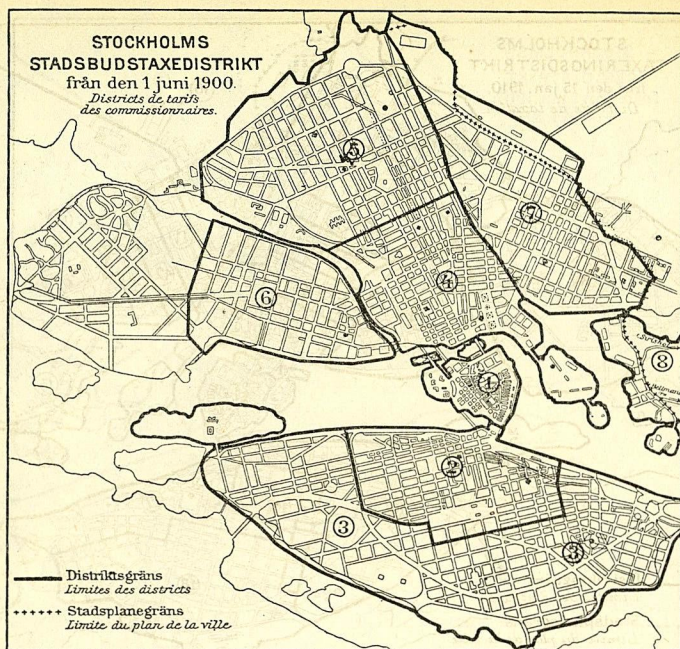 STOCKHOLMS
STADSBUDSTAXEDISTRIKT
från den 1 juni 1900.
Districts de tarifs
des commissionnaires.
5
7
4
6
8
1
2
3
3
Distriktsgräns
Limites des districts
Stadsplanegräns
Limite du plan de la ville